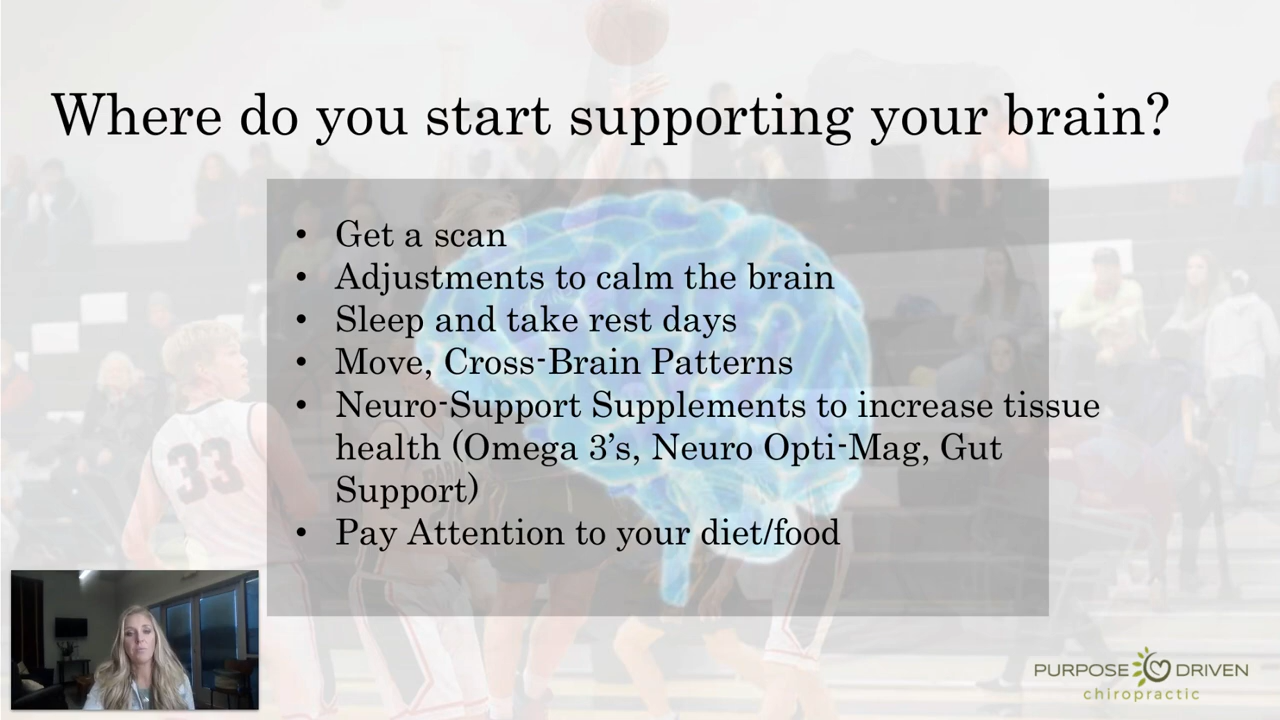 Where do you start supporting your brain?
• Get a scan
• Adjustments to calm the brain
• Sleep and take rest days
• Move, Cross-Brain Patterns
• Neuro-Support Supplements to increase tissue
health (Omega 3’s, Neuro Opti-Mag, Gut
Support)
• Pay Attention to your diet/food
33
PURPOSE DRIVEN
chiropractic